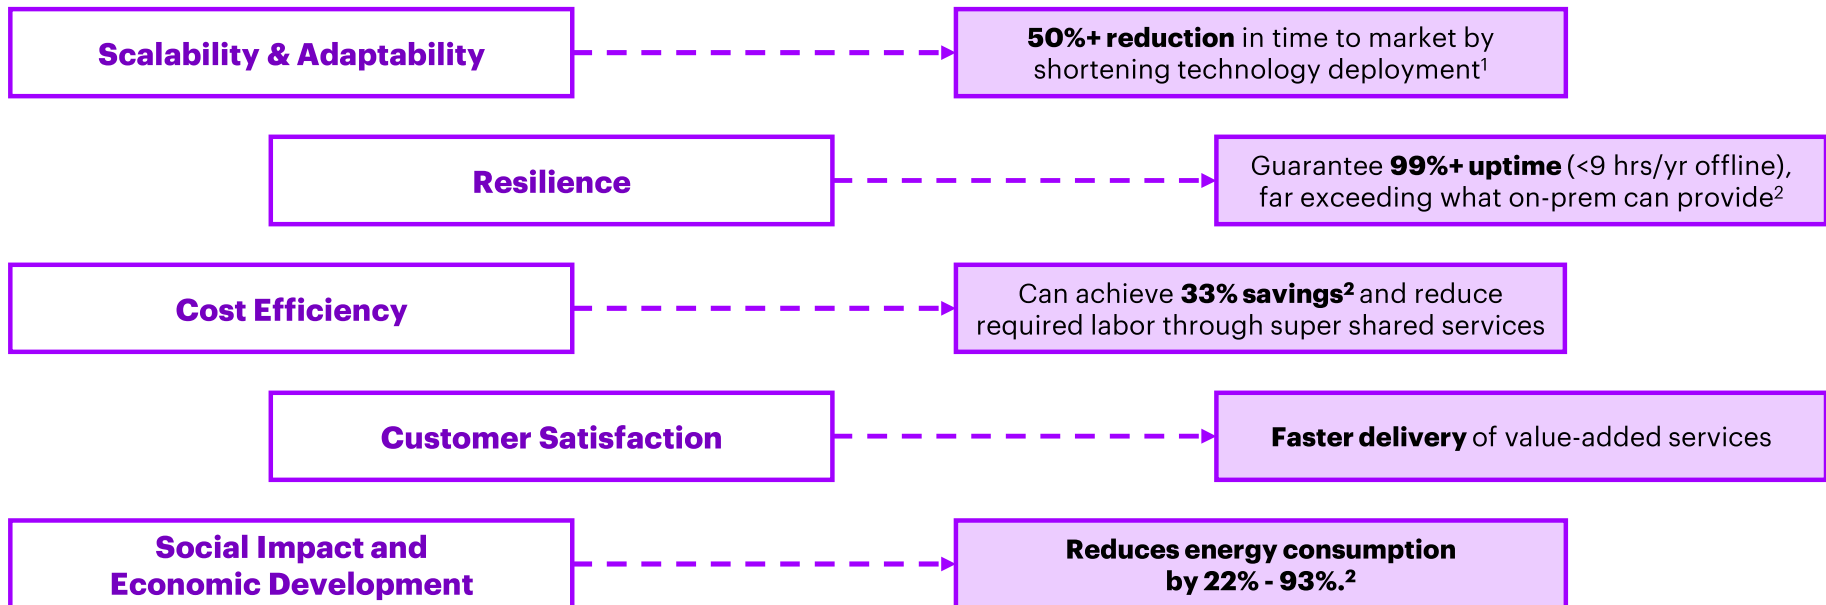 Scalability & Adaptability
50%+ reduction in time to market by
shortening technology deployment¹
Resilience
Guarantee 99%+ uptime (<9 hrs/yr offline),
far exceeding what on-prem can provide²
Cost Efficiency
Can achieve 33% savings² and reduce
required labor through super shared services
Customer Satisfaction
Faster delivery of value-added services
Social Impact and
Economic Development
Reduces energy consumption
by 22% - 93%.²